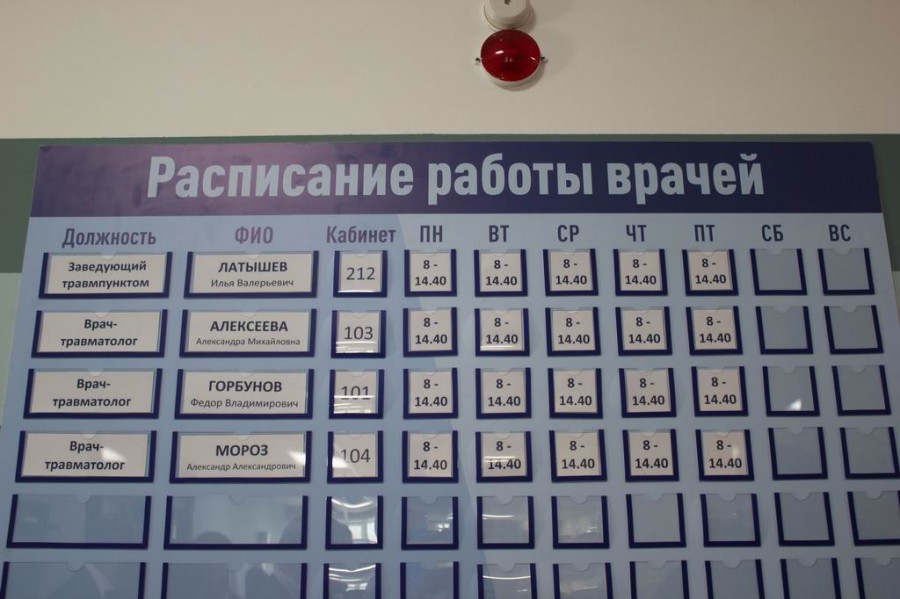 Расписание работы врачей
Должность ФИО Кабинет ПН ВТ СР ЧТ ПТ СБ ВС
Заведующий ЛАТЫШЕВ 212 8 - 8 - 8 - 8 - 8 -
травмпунктом Илья Валерьевич 14.40 14.40 14.40 14.40 14.40
Врач- АЛЕКСЕЕВА 103 8 - 8 - 8 - 8 - 8 -
травматолог Александра Михайловна 14.40 14.40 14.40 14.40 14.40
Врач- ГОРБУНОВ 101 8 - 8 - 8 - 8 - 8 -
травматолог Федор Владимирович 14.40 14.40 14.40 14.40 14.40
Врач- МОРОЗ 104 8 - 8 - 8 - 8 - 8 -
травматолог Александр Александрович 14.40 14.40 14.40 14.40 14.40